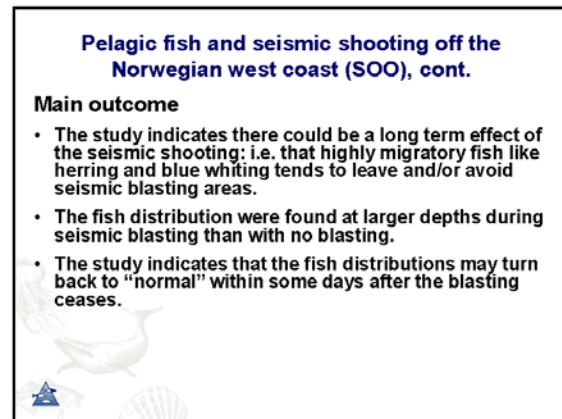 Pelagic fish and seismic shooting off the
Norwegian west coast (SOO), cont.
Main outcome
• The study indicates there could be a long term effect of
the seismic shooting: i.e. that highly migratory fish like
herring and blue whiting tends to leave and/or avoid
seismic blasting areas.
• The fish distribution were found at larger depths during
seismic blasting than with no blasting.
• The study indicates that the fish distributions may turn
back to “normal” within some days after the blasting
ceases.